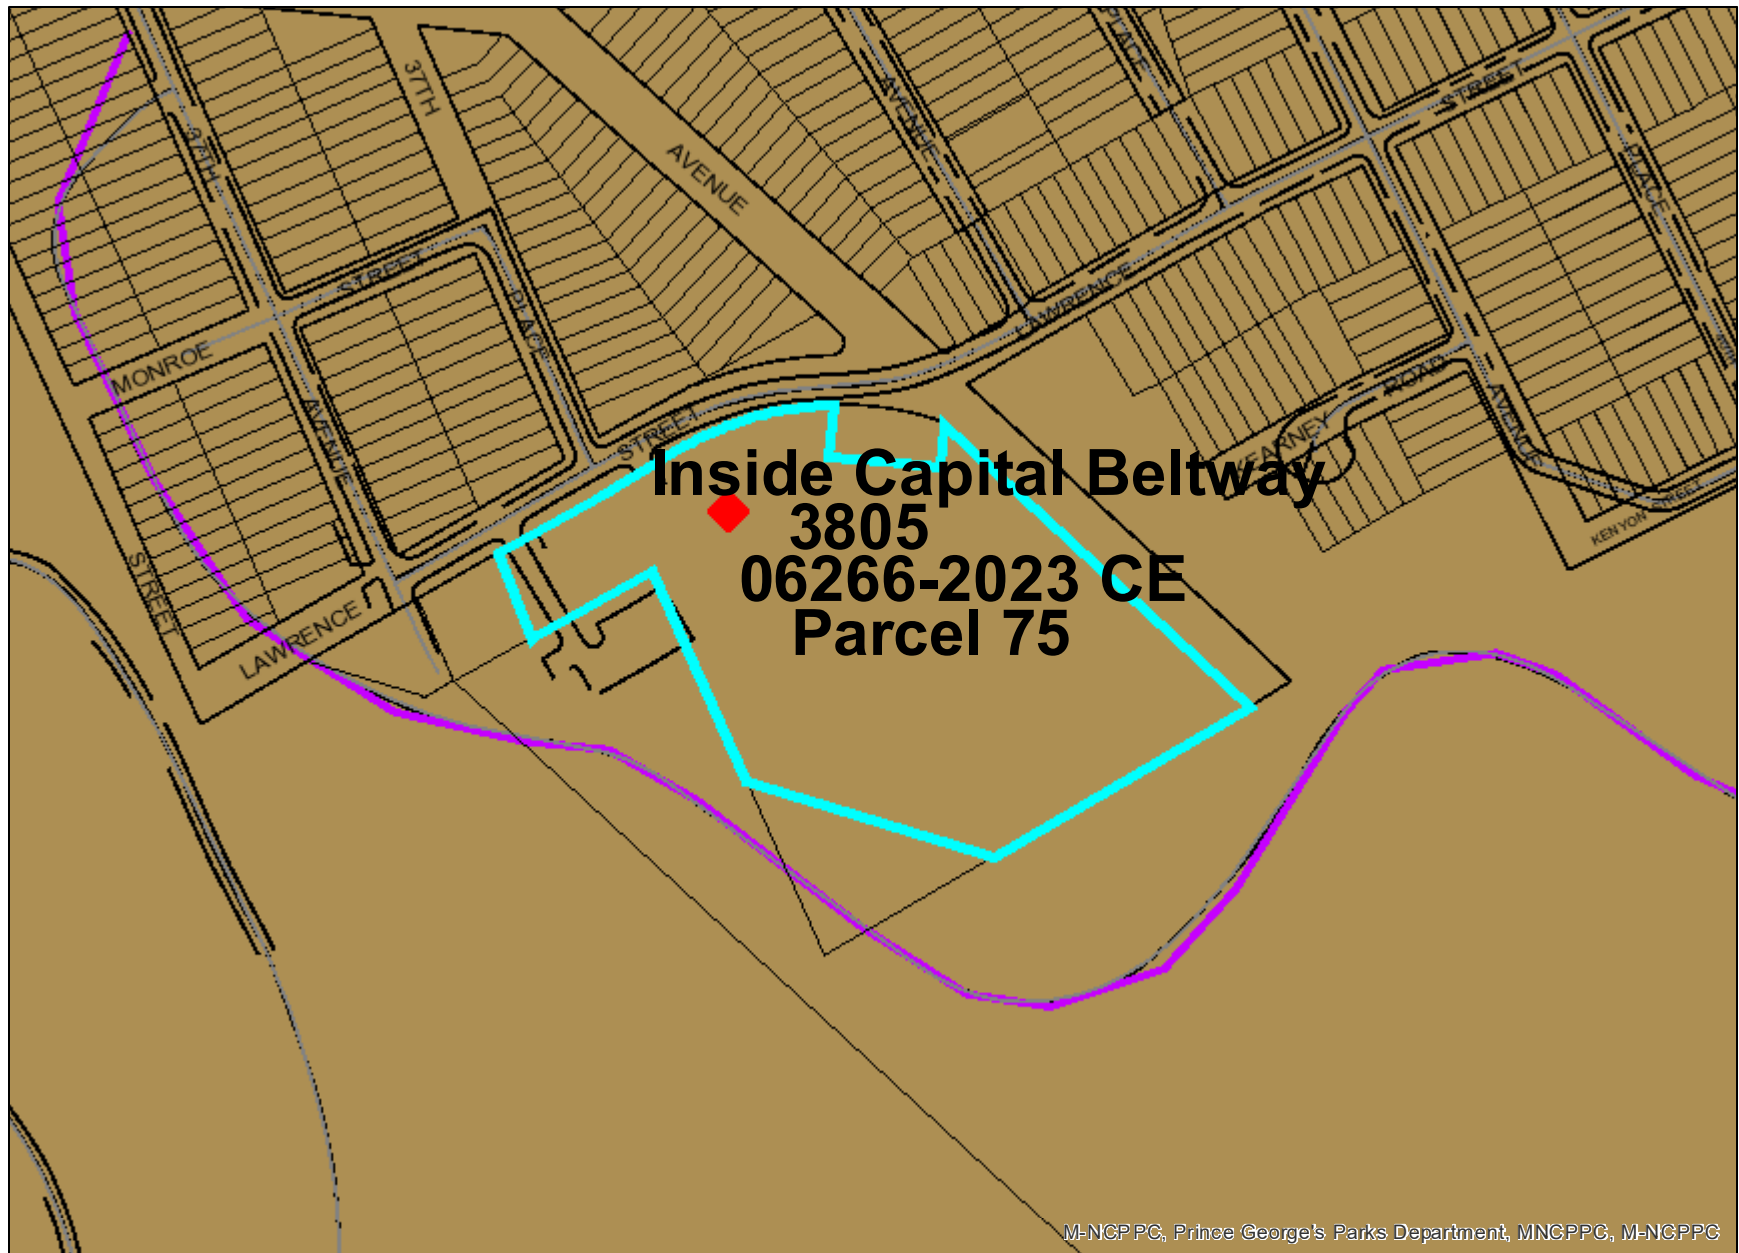 37TH
AVENUE
AVENUE
PLACE
STREET
37TH
PLACE
STREET
PLACE
MONROE
AVENUE
LAWRENCE
STREET
KEARNEY
ROAD
AVENUE
KENYON STREET
STREET
LAWRENCE
Inside Capital Beltway
3805
06266-2023 CE
Parcel 75
M-NCPPC, Prince George's Parks Department, MNCPPC, M-NCPPC